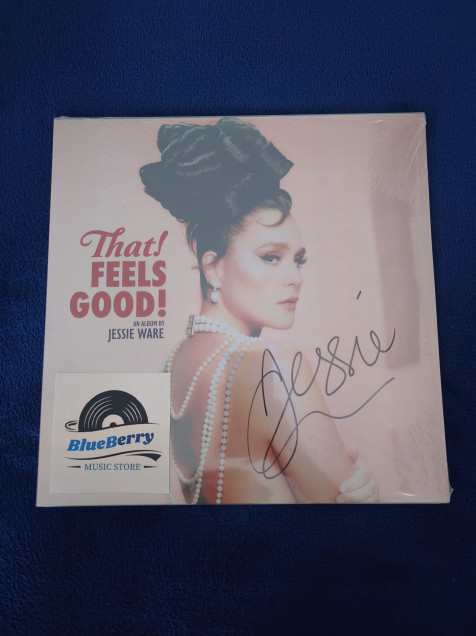 That!
FEELS
GOOD!
AN ALBUM BY
JESSIE WARE
Jessie
BlueBerry
MUSIC STORE